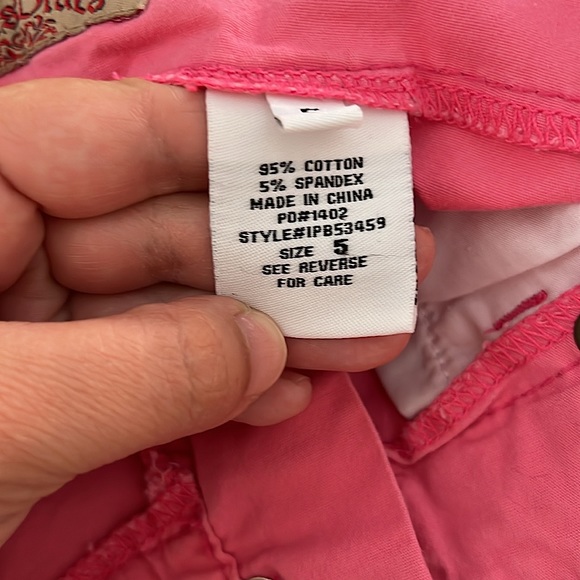 95% COTTON
5% SPANDEX
MADE IN CHINA
PO#1402
STYLE#IPB53459
SIZE 5
SEE REVERSE
FOR CARE